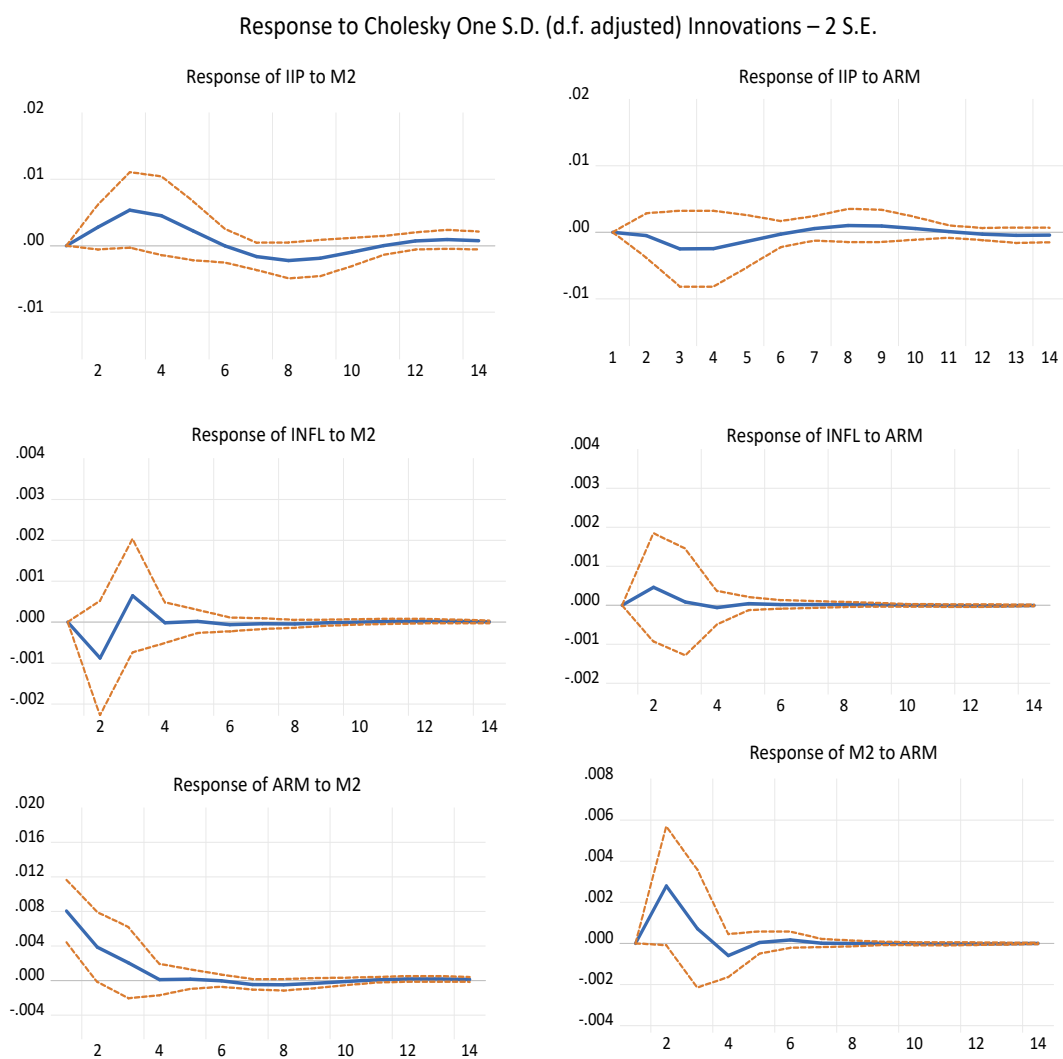 Response to Cholesky One S.D. (d.f. adjusted) Innovations – 2 S.E.
Response of IIP to M2
.02
.01
.00
-.01
2 4 6 8 10 12 14
Response of IIP to ARM
.02
.01
.00
-.01
1 2 3 4 5 6 7 8 9 10 11 12 13 14
Response of INFL to M2
.004
.003
.002
.001
.000
-.001
-.002
2 4 6 8 10 12 14
Response of INFL to ARM
.004
.003
.002
.001
.000
-.001
-.002
2 4 6 8 10 12 14
Response of ARM to M2
.020
.016
.012
.008
.004
.000
-.004
2 4 6 8 10 12 14
Response of M2 to ARM
.008
.006
.004
.002
.000
-.002
-.004
2 4 6 8 10 12 14